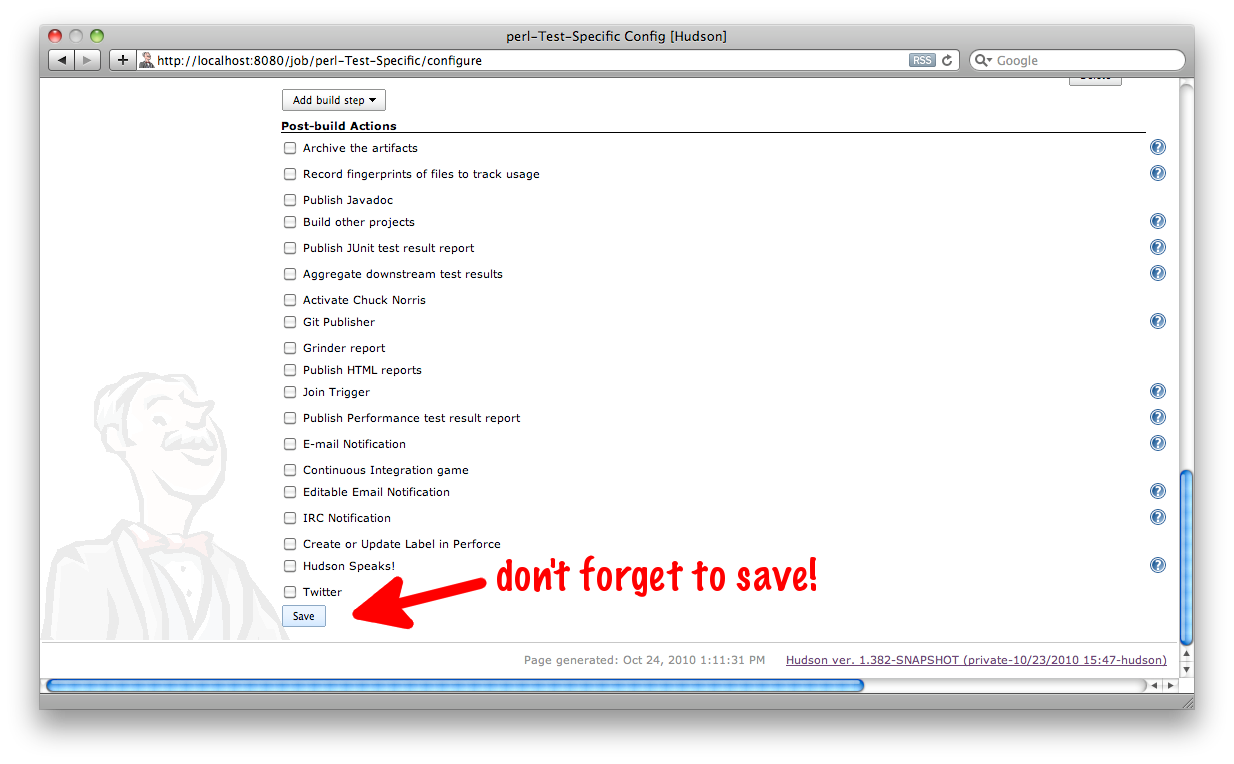 perl-Test-Specific Config [Hudson]
http://localhost:8080/job/perl-Test-Specific/configure RSS Google
Delete
Add build step
Post-build Actions
Archive the artifacts
Record fingerprints of files to track usage
Publish Javadoc
Build other projects
Publish JUnit test result report
Aggregate downstream test results
Activate Chuck Norris
Git Publisher
Grinder report
Publish HTML reports
Join Trigger
Publish Performance test result report
E-mail Notification
Continuous Integration game
Editable Email Notification
IRC Notification
Create or Update Label in Perforce
Hudson Speaks!
don't forget to save!
Twitter
Save
Page generated: Oct 24, 2010 1:11:31 PM Hudson ver. 1.382-SNAPSHOT (private-10/23/2010 15:47-hudson)